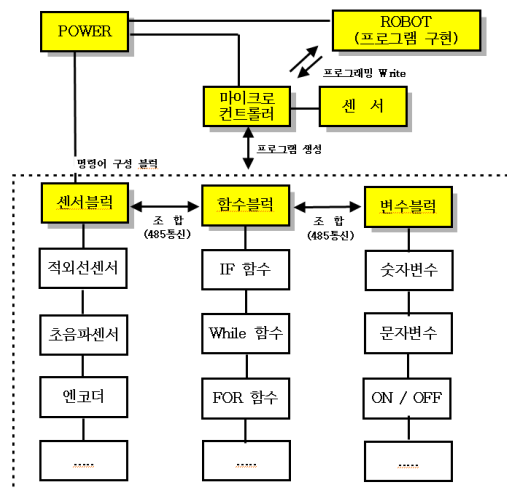 POWER
ROBOT
(프로그램 구현)
프로그래밍 Write
마이크로
컨트롤러
센 서
프로그램 생성
명령어 구성 블럭
센서블럭
함수블럭
변수블럭
조 합
(485통신)
조 합
(485통신)
적외선센서
IF 함수
숫자변수
초음파센서
While 함수
문자변수
엔코더
FOR 함수
ON / OFF
.....
.....
.....